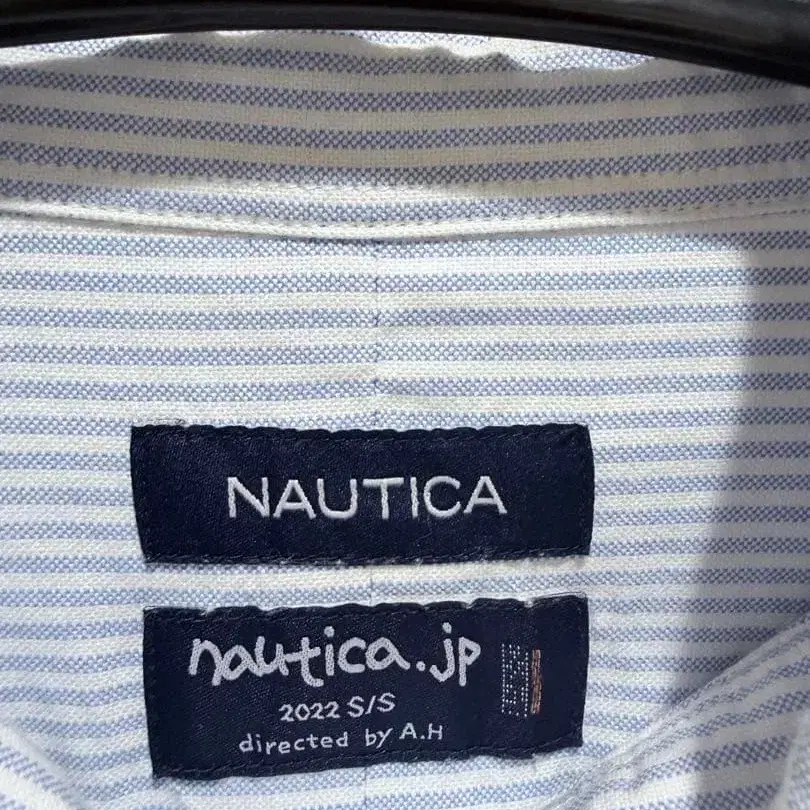 NAUTICA
nautica.jp
2022 S/S
directed by A.H